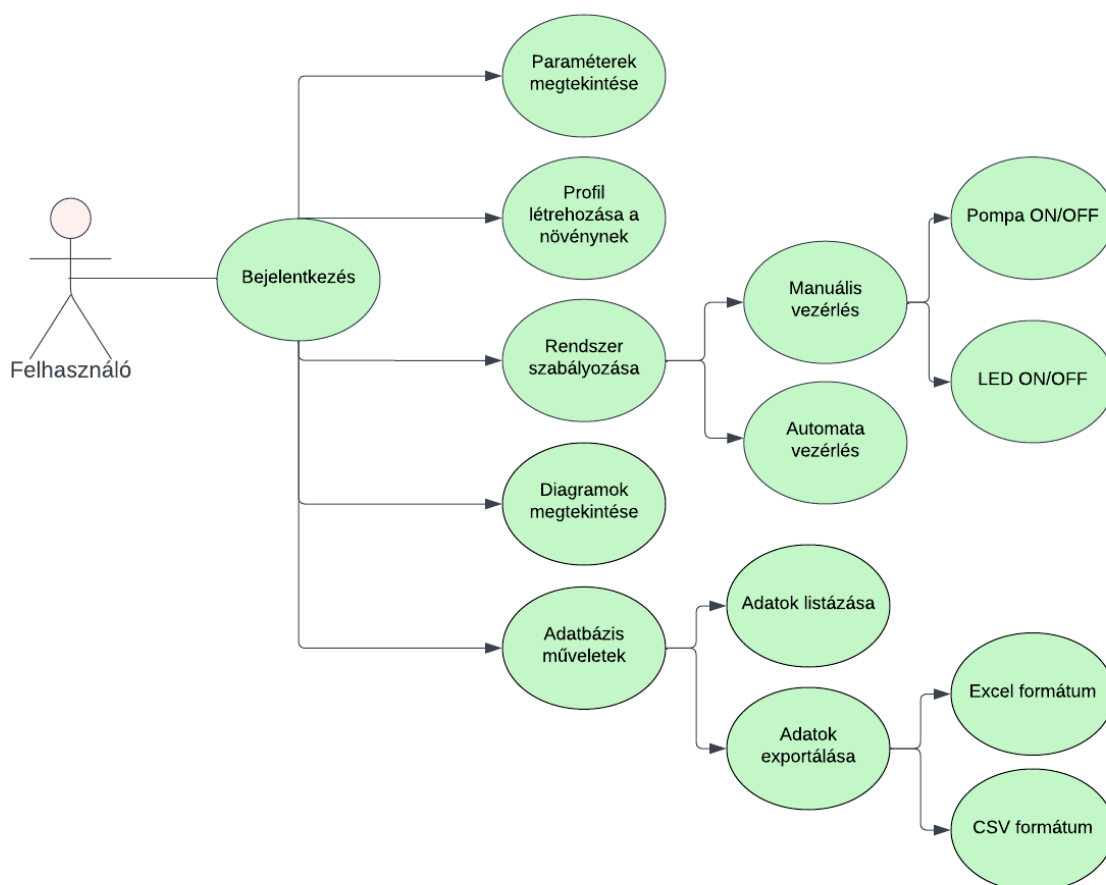 Paraméterek
megtekintése
Profil
létrehozása a
növénynek
Pompa ON/OFF
Bejelentkezés
Manuális
vezérlés
Felhasználó
Rendszer
szabályozása
LED ON/OFF
Automata
vezérlés
Diagramok
megtekintése
Adatok listázása
Adatbázis
műveletek
Excel formátum
Adatok
exportálása
CSV formátum